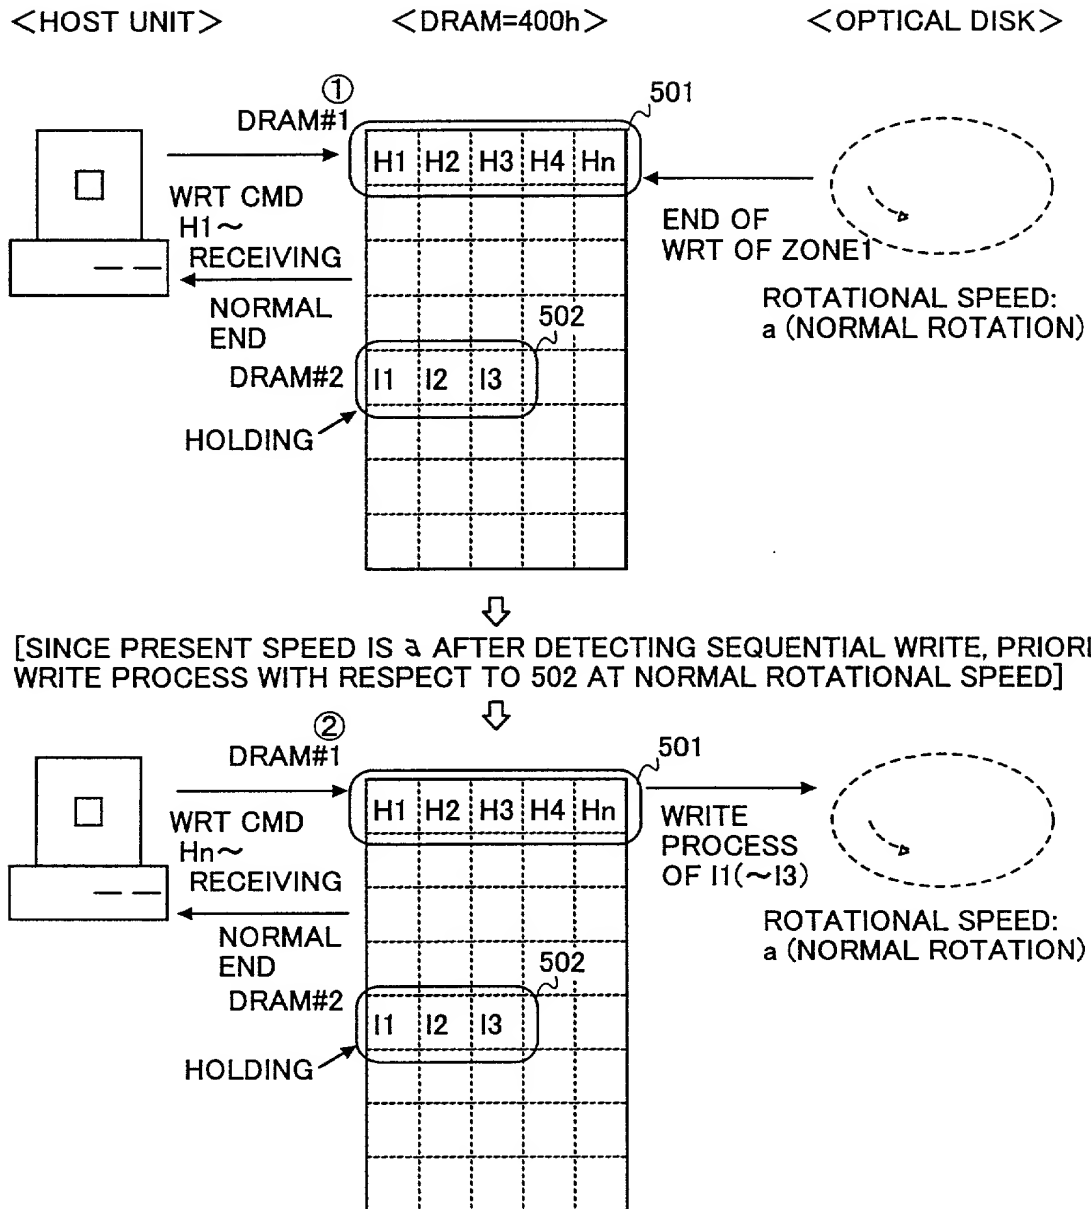 <HOST UNIT> <DRAM=400h> <OPTICAL DISK>
① 501
DRAM#1
H1 H2 H3 H4 Hn
WRT CMD
H1~
RECEIVING
END OF
WRT OF ZONE1
NORMAL
END
ROTATIONAL SPEED:
a (NORMAL ROTATION)
502
DRAM#2
I1 I2 I3
HOLDING
[SINCE PRESENT SPEED IS a AFTER DETECTING SEQUENTIAL WRITE, PRIORI
WRITE PROCESS WITH RESPECT TO 502 AT NORMAL ROTATIONAL SPEED]
② 501
DRAM#1
H1 H2 H3 H4 Hn
WRT CMD
Hn~
RECEIVING
WRITE
PROCESS
OF I1(~I3)
NORMAL
END
ROTATIONAL SPEED:
a (NORMAL ROTATION)
502
DRAM#2
I1 I2 I3
HOLDING